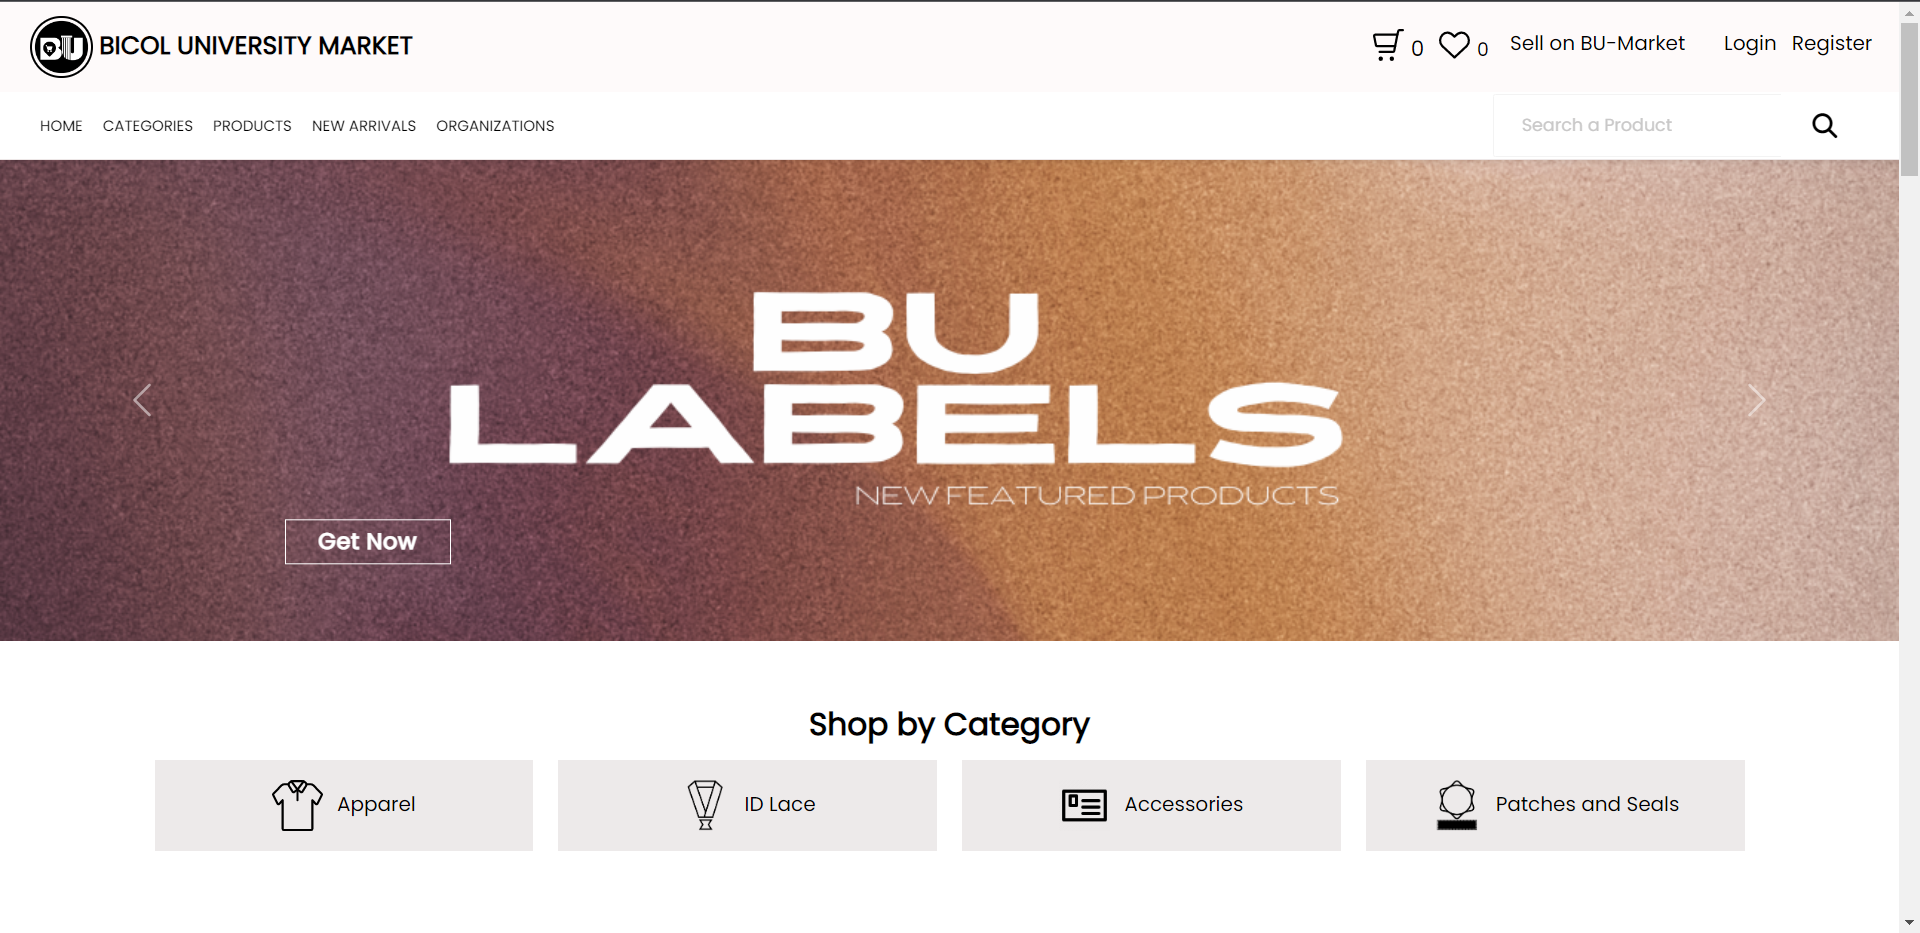 BU BICOL UNIVERSITY MARKET
0 0 Sell on BU-Market Login Register
HOME CATEGORIES PRODUCTS NEW ARRIVALS ORGANIZATIONS
Search a Product
BU
LABELS
NEW FEATURED PRODUCTS
Get Now
Shop by Category
Apparel
ID Lace
Accessories
Patches and Seals